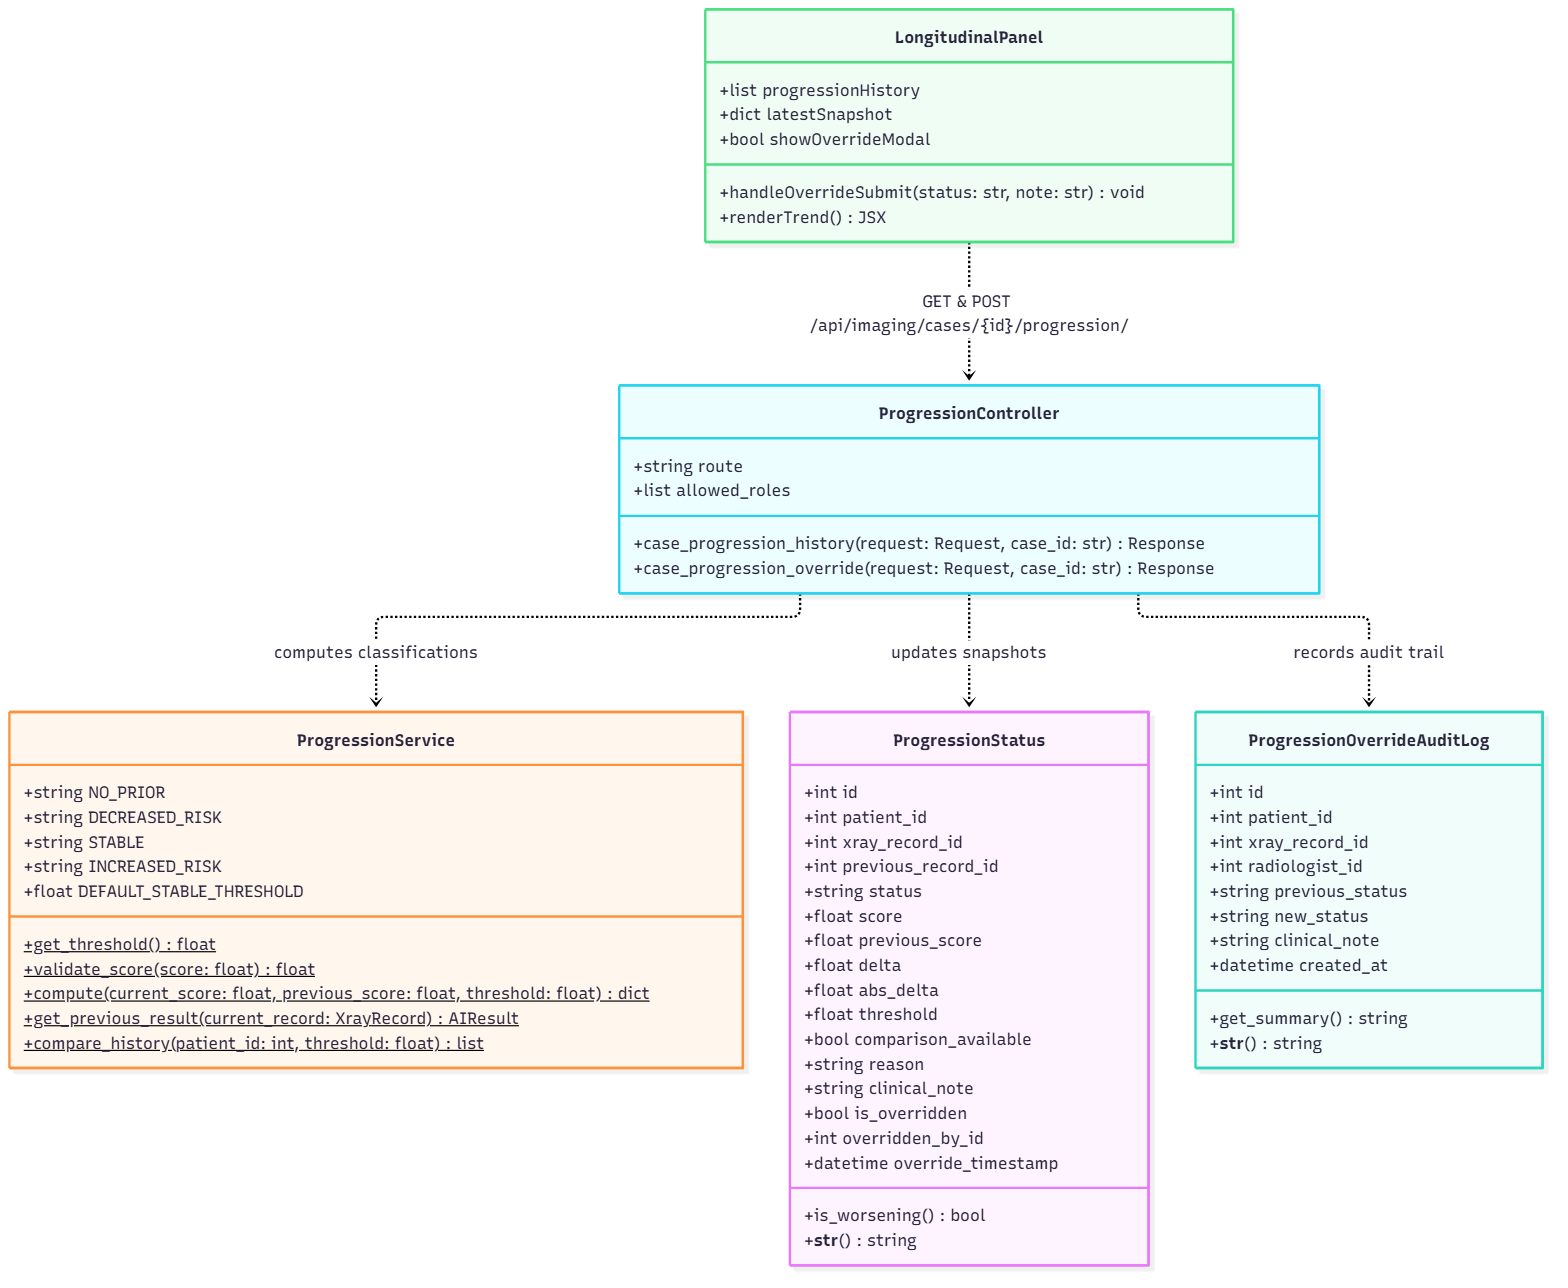 LongitudinalPanel
+list progressionHistory
+dict latestSnapshot
+bool showOverrideModal
+handleOverrideSubmit(status: str, note: str) : void
+renderTrend() : JSX
GET & POST
/api/imaging/cases/{id}/progression/
ProgressionController
+string route
+list allowed_roles
+case_progression_history(request: Request, case_id: str) : Response
+case_progression_override(request: Request, case_id: str) : Response
computes classifications
updates snapshots
records audit trail
ProgressionService
+string NO_PRIOR
+string DECREASED_RISK
+string STABLE
+string INCREASED_RISK
+float DEFAULT_STABLE_THRESHOLD
+get_threshold() : float
+validate_score(score: float) : float
+compute(current_score: float, previous_score: float, threshold: float) : dict
+get_previous_result(current_record: XrayRecord) : AIResult
+compare_history(patient_id: int, threshold: float) : list
ProgressionStatus
+int id
+int patient_id
+int xray_record_id
+int previous_record_id
+string status
+float score
+float previous_score
+float delta
+float abs_delta
+float threshold
+bool comparison_available
+string reason
+string clinical_note
+bool is_overridden
+int overridden_by_id
+datetime override_timestamp
+is_worsening() : bool
+str() : string
ProgressionOverrideAuditLog
+int id
+int patient_id
+int xray_record_id
+int radiologist_id
+string previous_status
+string new_status
+string clinical_note
+datetime created_at
+get_summary() : string
+str() : string